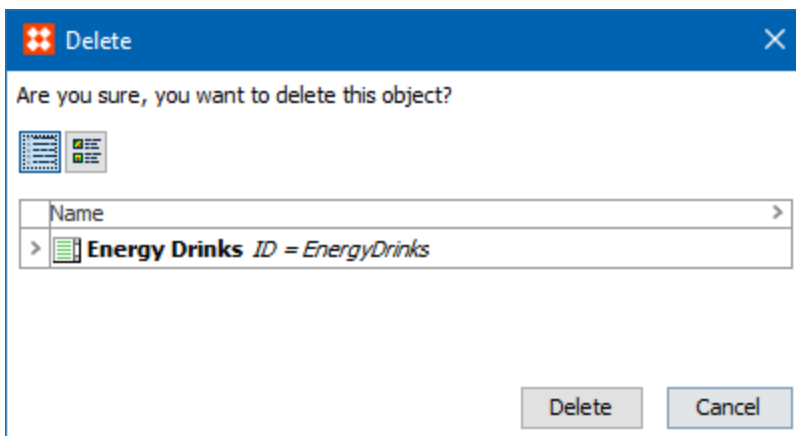 Delete
Are you sure, you want to delete this object?
Name
Energy Drinks ID = EnergyDrinks
Delete Cancel